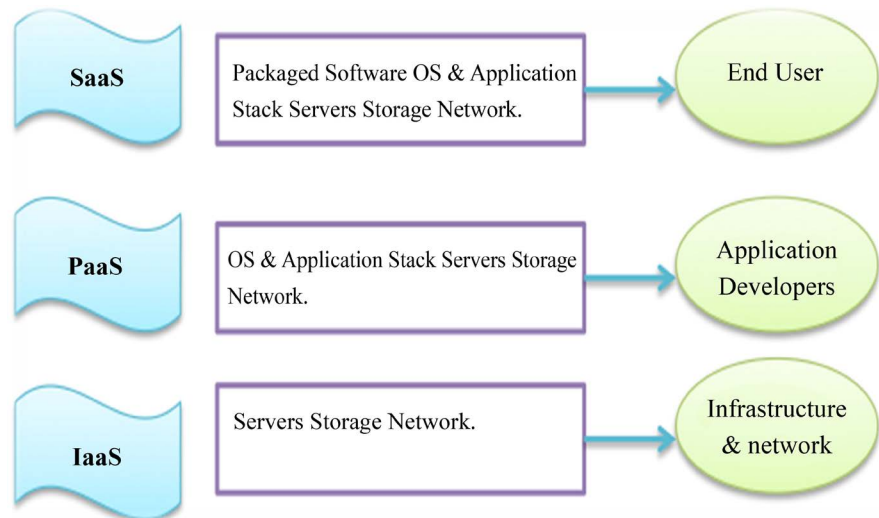 SaaS
Packaged Software OS & Application
Stack Servers Storage Network.
End User
PaaS
OS & Application Stack Servers Storage
Network.
Application
Developers
IaaS
Servers Storage Network.
Infrastructure
& network